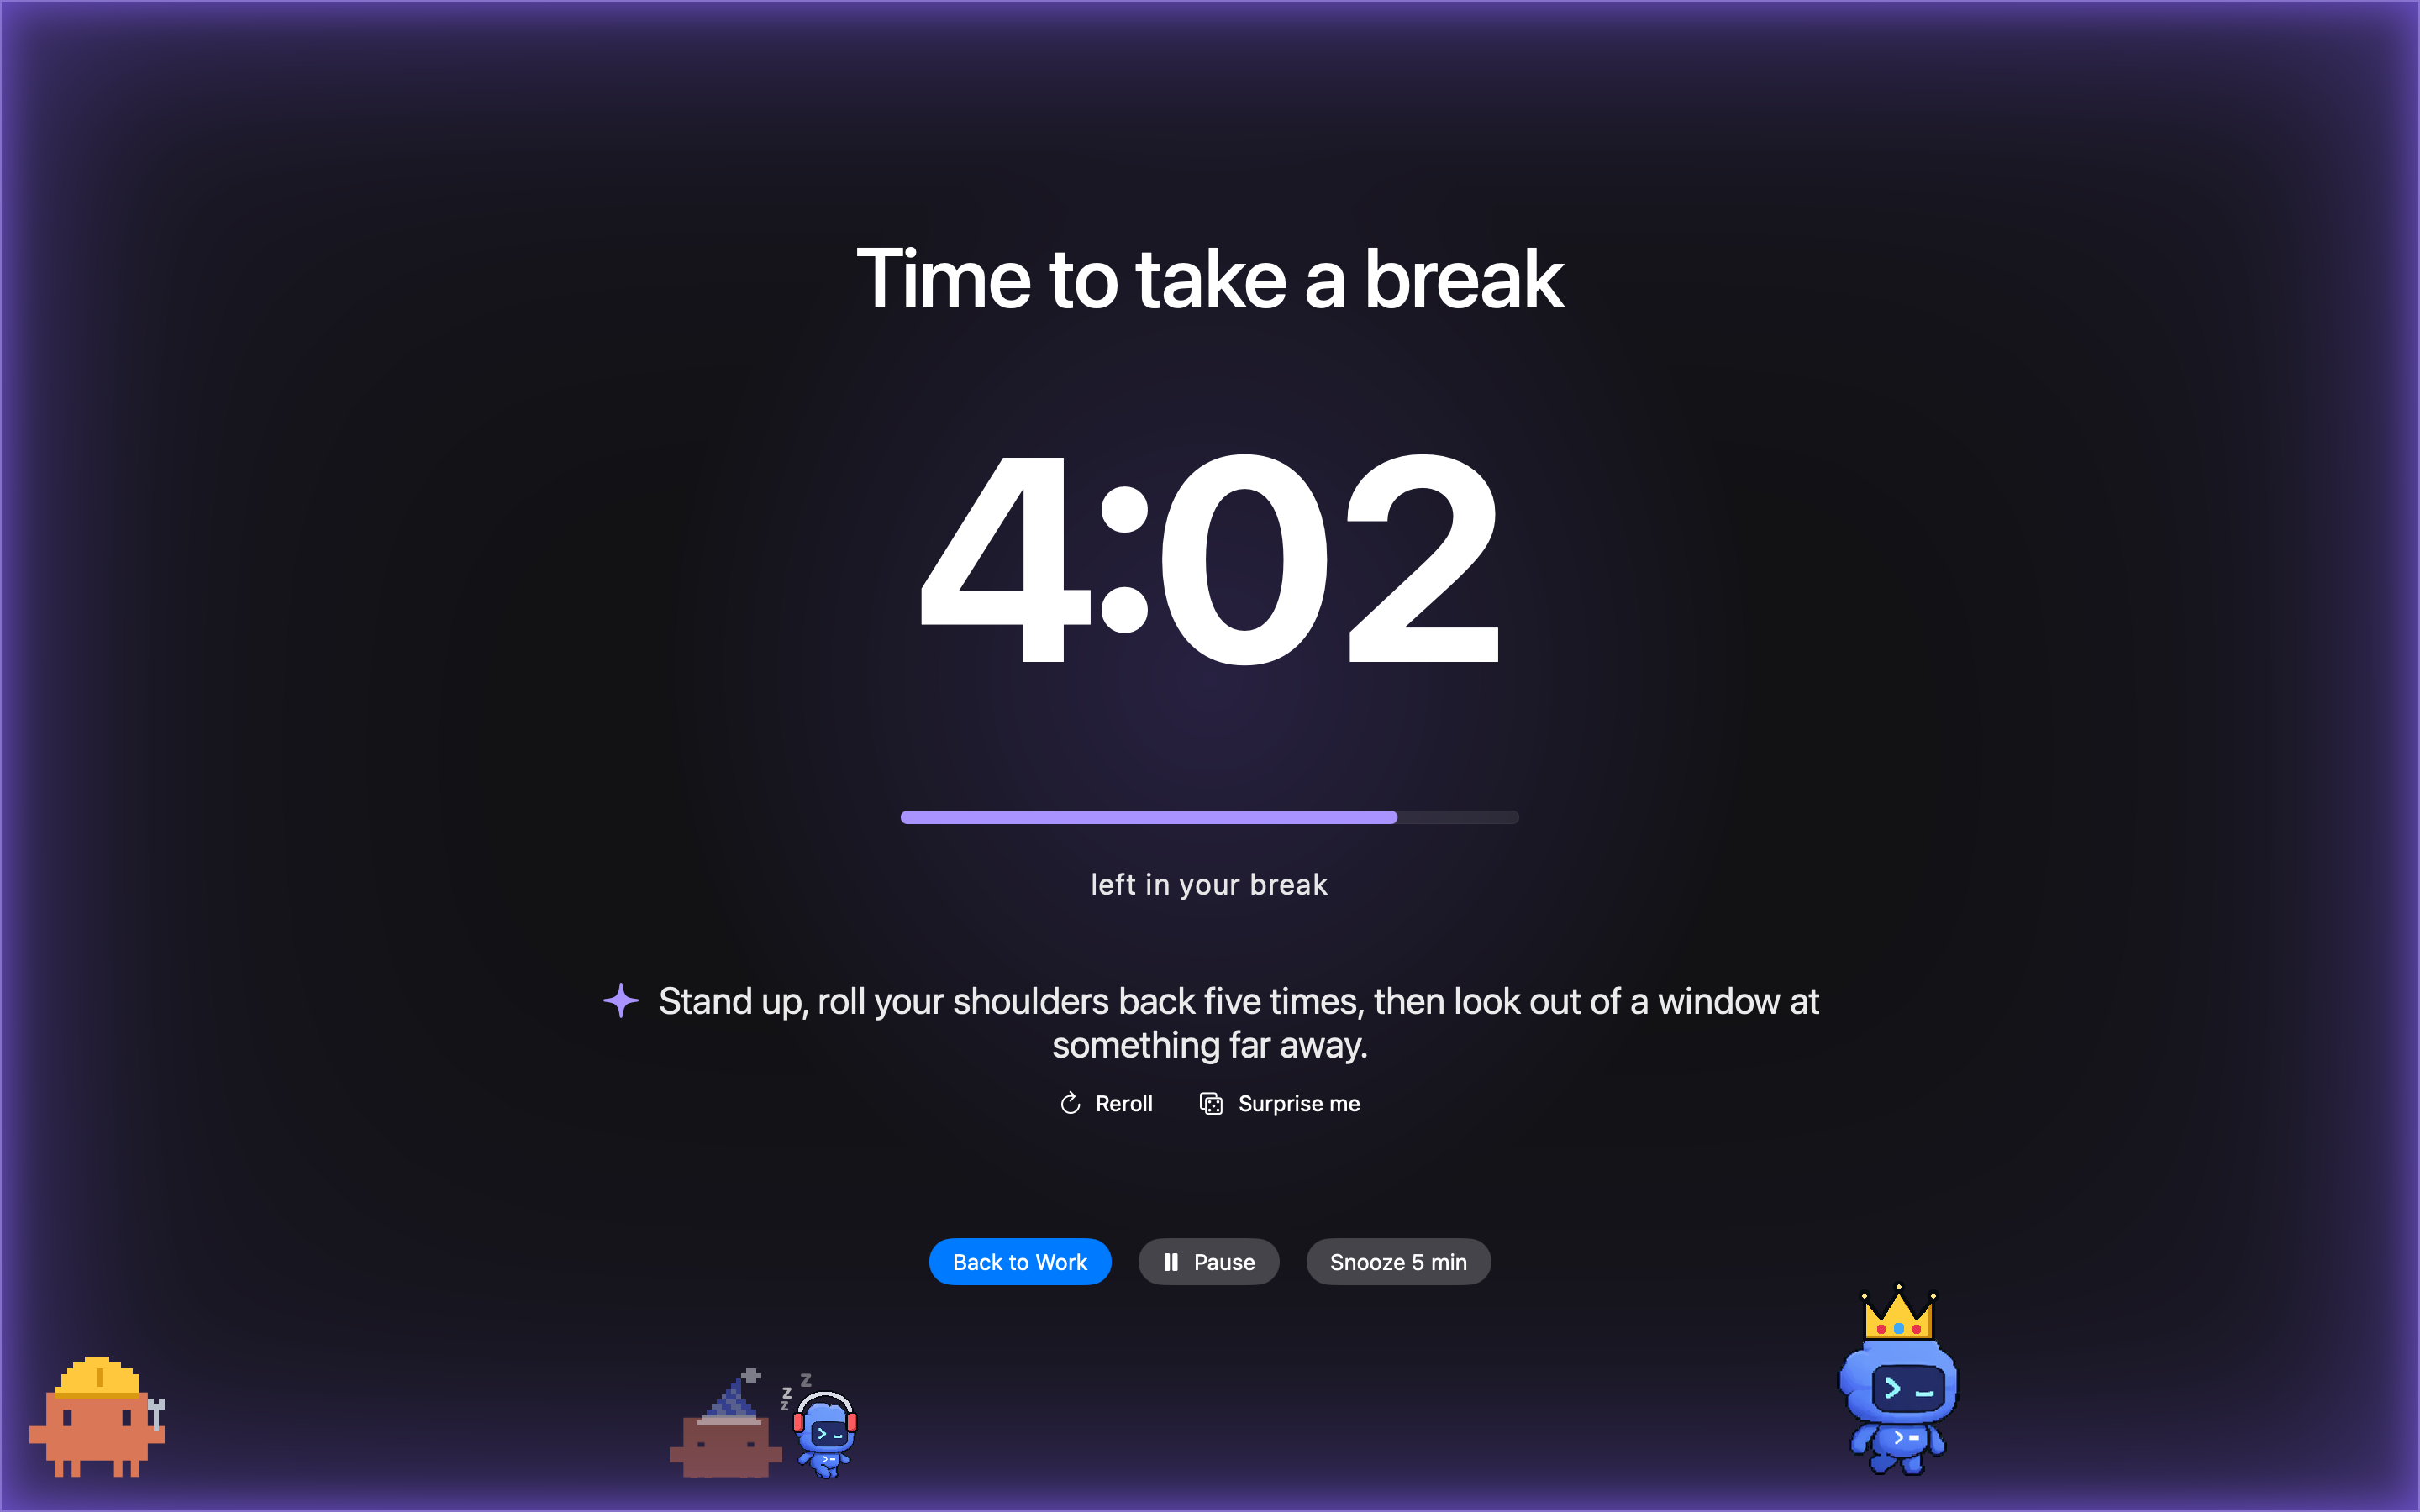 Time to take a break
4:02
left in your break
Stand up, roll your shoulders back five times, then look out of a window at
something far away.
Reroll Surprise me
Back to Work Pause Snooze 5 min
z
z
z
>_
>_
>-
>-